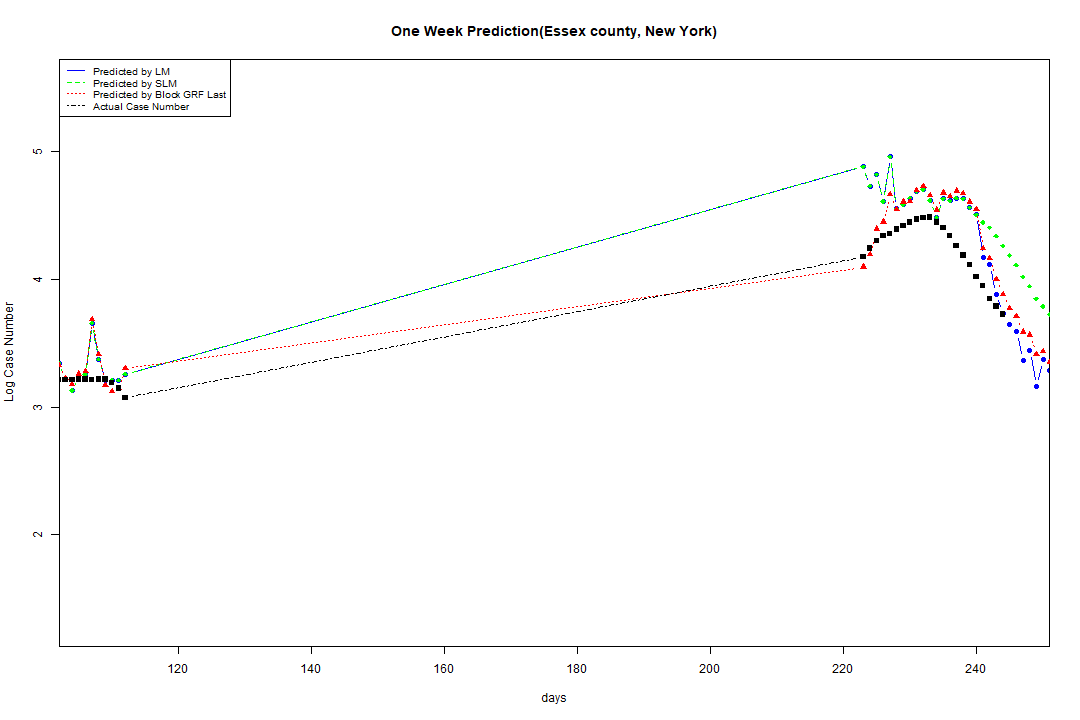 One Week Prediction(Essex county, New York)
Predicted by LM
Predicted by SLM
Predicted by Block GRF Last
Actual Case Number
5
4
3
2
Log Case Number
120 140 160 180 200 220 240
days